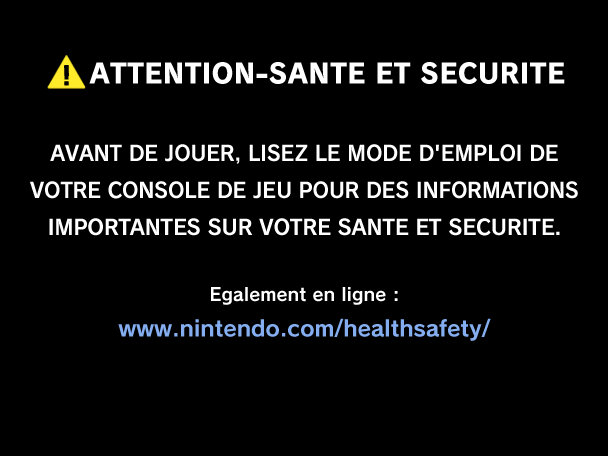 ATTENTION-SANTE ET SECURITE
AVANT DE JOUER, LISEZ LE MODE D'EMPLOI DE
VOTRE CONSOLE DE JEU POUR DES INFORMATIONS
IMPORTANTES SUR VOTRE SANTE ET SECURITE.
Egalement en ligne :
www.nintendo.com/healthsafety/